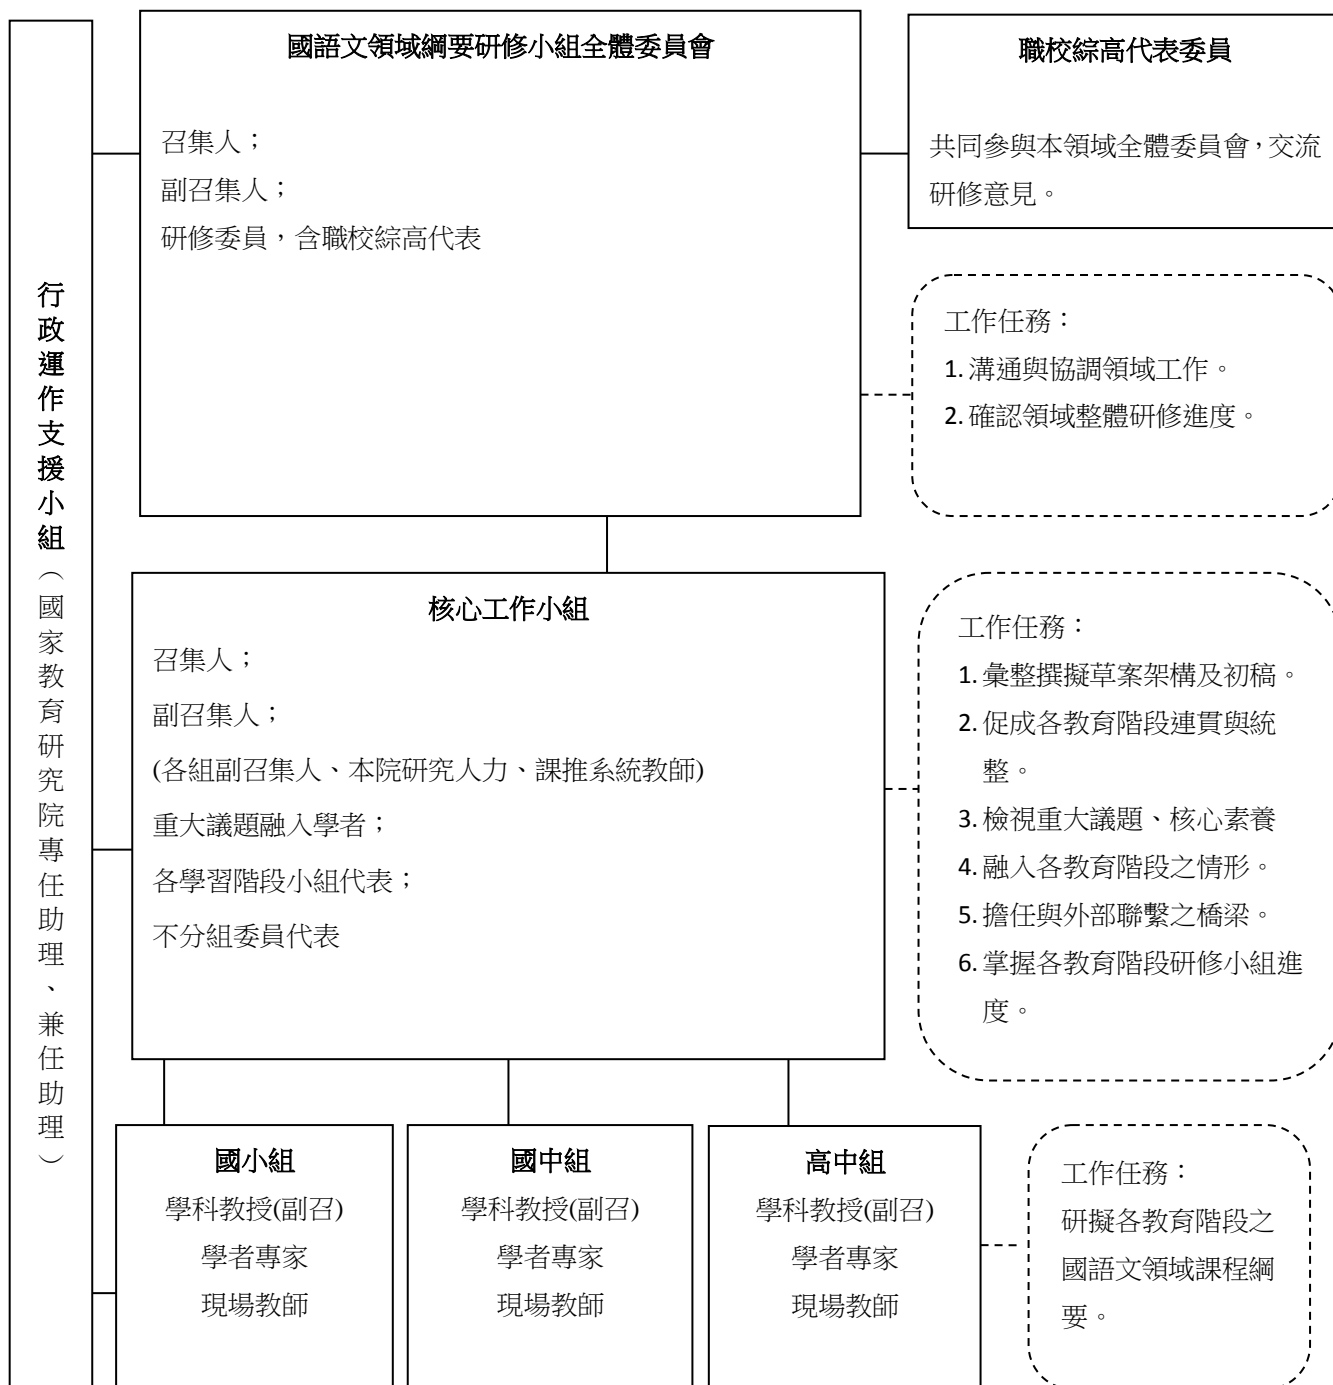 行政運作支援小組（國家教育研究院專任助理、兼任助理）
國語文領域綱要研修小組全體委員會
召集人；
副召集人；
研修委員，含職校綜高代表
職校綜高代表委員
共同參與本領域全體委員會，交流
研修意見。
工作任務：
1. 溝通與協調領域工作。
2. 確認領域整體研修進度。
核心工作小組
召集人；
副召集人；
(各組副召集人、本院研究人力、課推系統教師)
重大議題融入學者；
各學習階段小組代表；
不分組委員代表
工作任務：
1. 彙整撰擬草案架構及初稿。
2. 促成各教育階段連貫與統
整。
3. 檢視重大議題、核心素養
4. 融入各教育階段之情形。
5. 擔任與外部聯繫之橋梁。
6. 掌握各教育階段研修小組進
度。
國小組
學科教授(副召)
學者專家
現場教師
國中組
學科教授(副召)
學者專家
現場教師
高中組
學科教授(副召)
學者專家
現場教師
工作任務：
研擬各教育階段之
國語文領域課程綱
要。